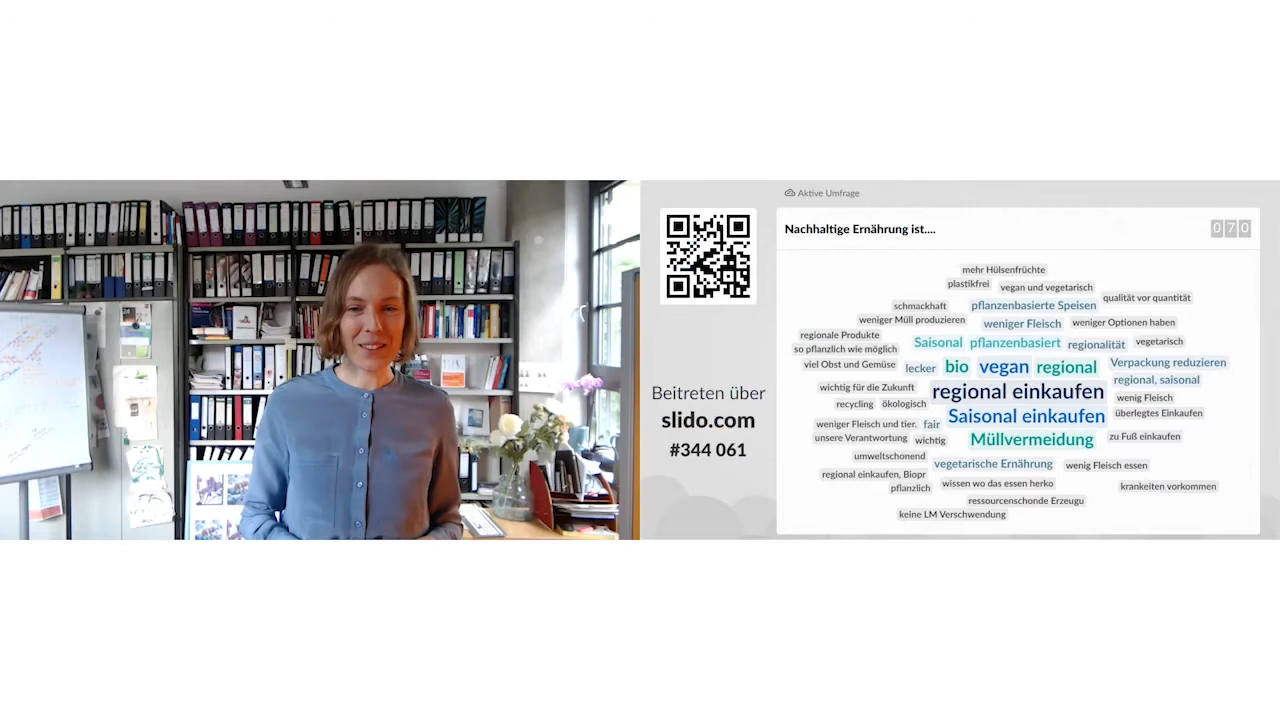 Aktive Umfrage
Nachhaltige Ernährung ist....
070
Beitreten über
slido.com
#344 061
mehr Hülsenfrüchte
plastikfrei
vegan und vegetarisch
schmackhaft
pflanzenbasierte Speisen
qualität vor quantität
weniger Müll produzieren
weniger Fleisch
weniger Optionen haben
regionale Produkte
Saisonal
pflanzenbasiert
regionalität
vegetarisch
so pflanzlich wie möglich
viel Obst und Gemüse
lecker
bio
vegan
regional
Verpackung reduzieren
regional, saisonal
wichtig für die Zukunft
regional einkaufen
wenig Fleisch
recycling
ökologisch
Saisonal einkaufen
überlegtes Einkaufen
weniger Fleisch und tier.
fair
unsere Verantwortung
wichtig
Müllvermeidung
zu Fuß einkaufen
umweltschonend
vegetarische Ernährung
wenig Fleisch essen
regional einkaufen, Biopr
wissen wo das essen herko
pflanzlich
krankeiten vorkommen
ressourcenschonde Erzeugu
keine LM Verschwendung